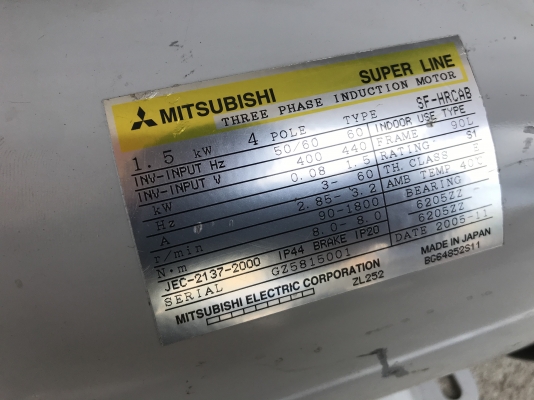 MITSUBISHI SUPER LINE
THREE PHASE INDUCTION MOTOR
1.5 kW 4 POLE TYPE SF-HRCAB
INV-INPUT Hz 50/60 60 INDOOR USE TYPE
INV-INPUT V 400 440 FRAME 90L
kW 0.08 1.5 RATING S1
Hz 3- 60 TH. CLASS
A 2.85- 3.2 AMB TEMP 40
r/min 90-1800 BEARING
N·m 8.0- 8.0 6205ZZ
JEC-2137-2000 IP44 BRAKE IP20 6205ZZ
SERIAL GZ5815001 DATE 2005-11
MITSUBISHI ELECTRIC CORPORATION MADE IN JAPAN
ZL252 BG64852S11